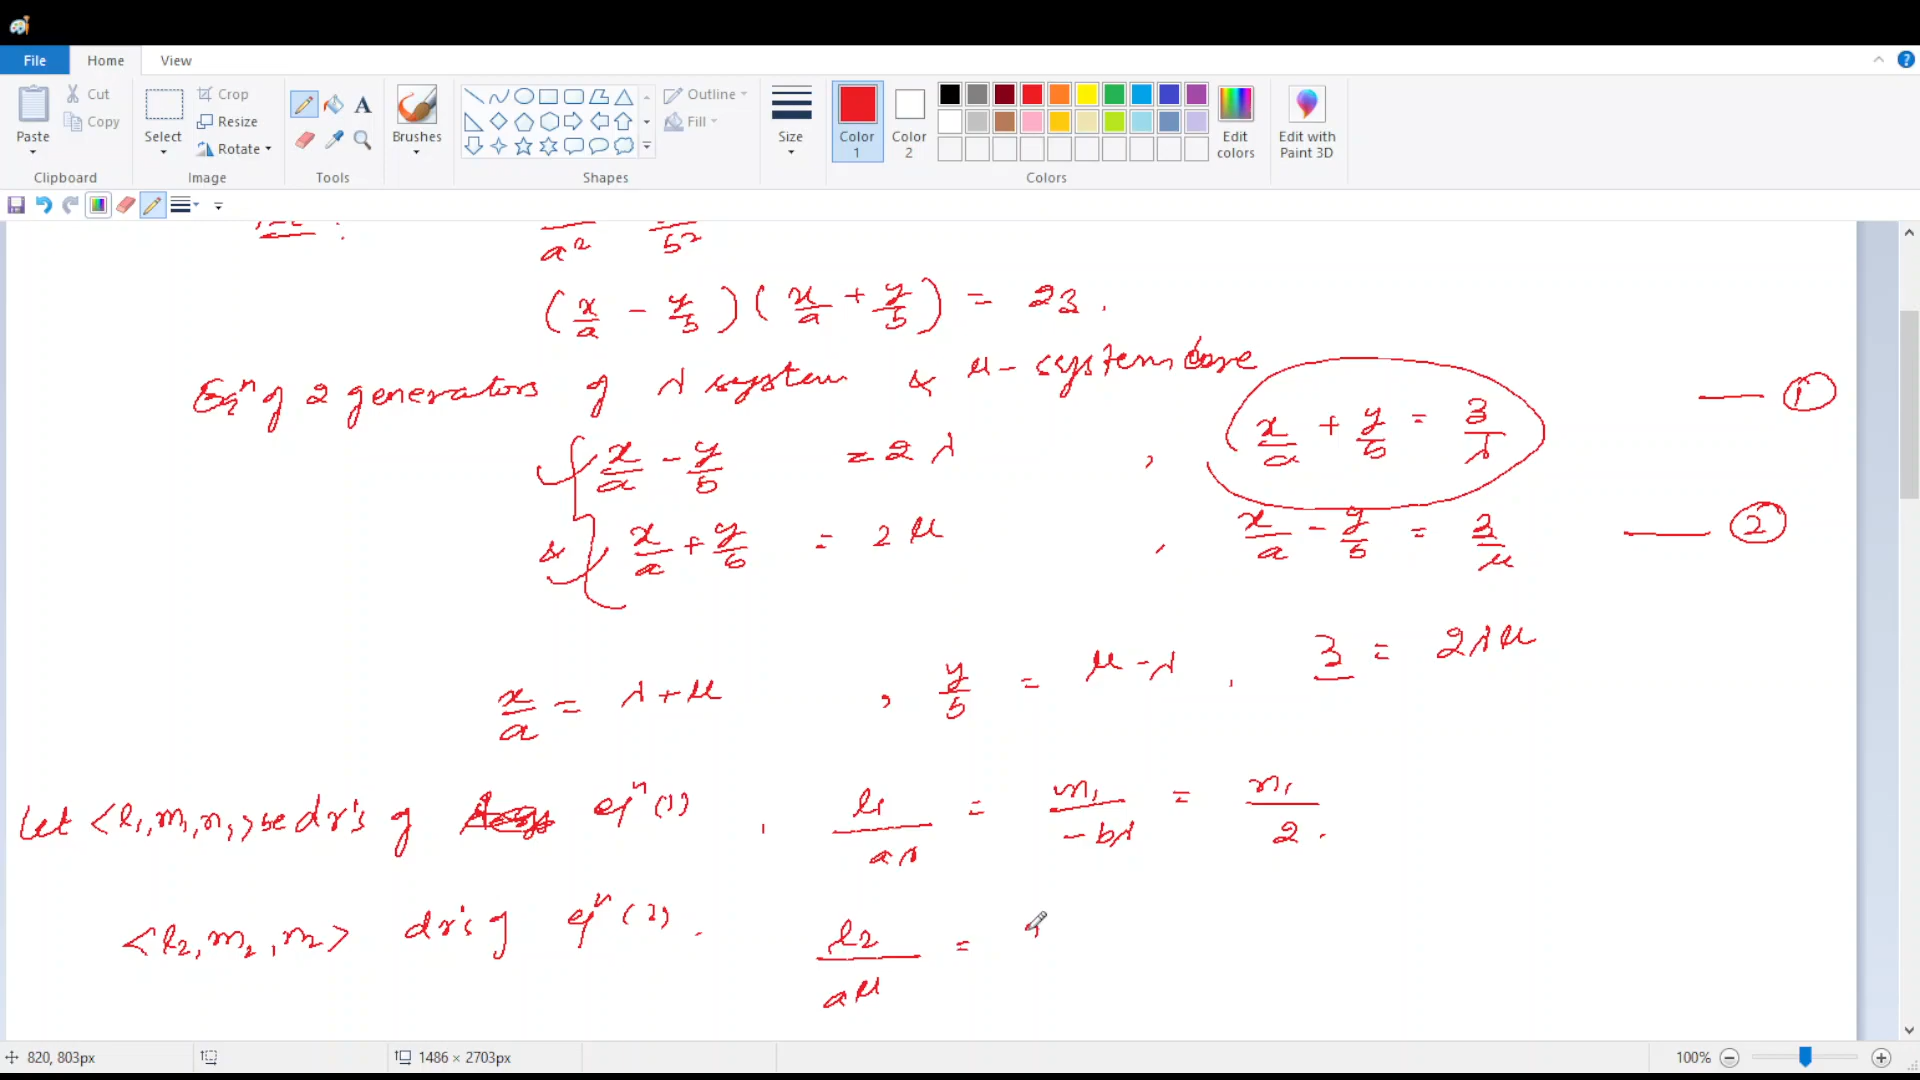 File Home View
Paste Cut Copy Clipboard
Select Crop Resize Rotate Image
A Tools
Brushes
Shapes Outline Fill
Size
Color 1 Color 2 Colors
Edit colors
Edit with Paint 3D
a² b²
(x/a - y/b)(x/a + y/b) = 2z.
Eqⁿ of 2 generators of λ system & μ-system are
x/a - y/b = 2λ , x/a + y/b = z/λ —— ①
& x/a + y/b = 2μ , x/a - y/b = z/μ —— ②
x/a = λ+μ , y/b = μ-λ , z = 2λμ
Let <l₁,m₁,n₁> be dr's of eqⁿ (1) , l₁/aλ = m₁/-bλ = n₁/2 .
<l₂,m₂,n₂> dr's of eqⁿ (2) . l₂/aμ =
820, 803px 1486 × 2703px 100%